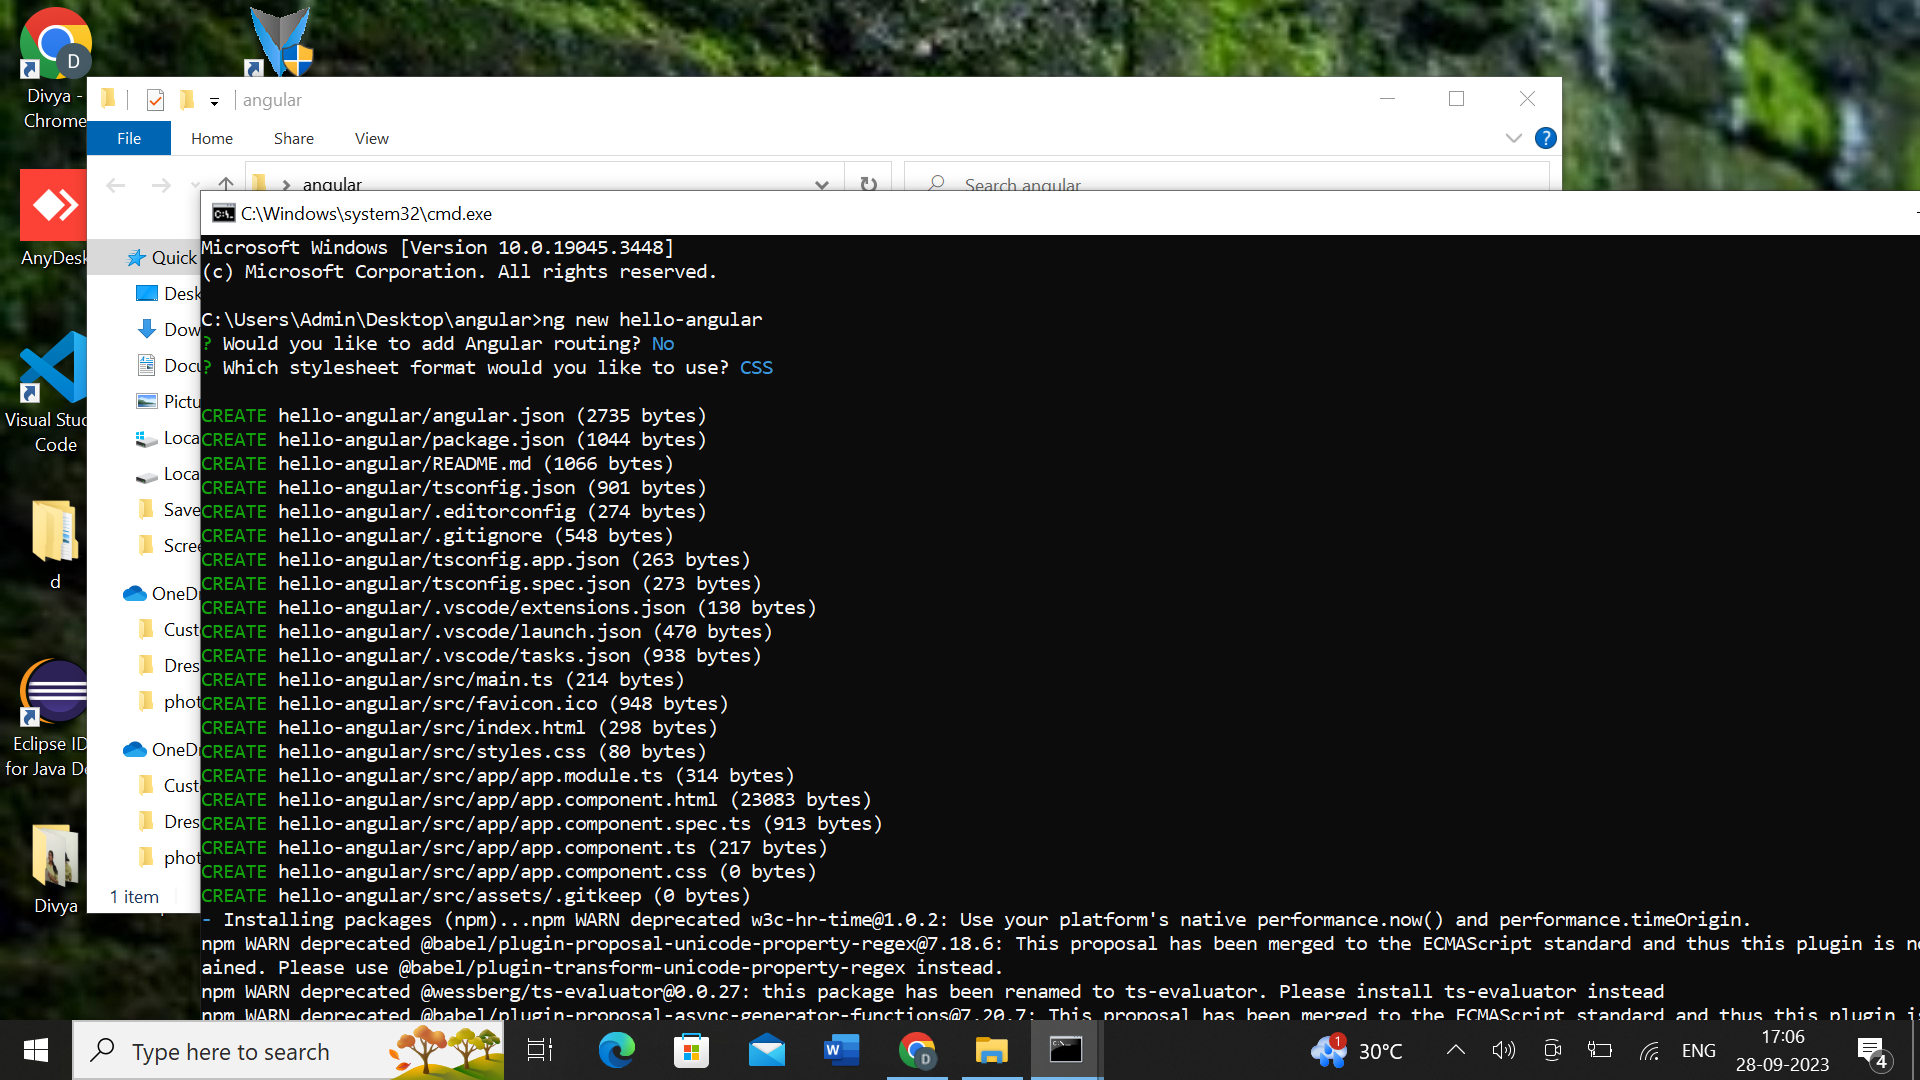 Divya -
Chrome
AnyDesk
Visual Stud
Code
d
Eclipse ID
for Java De
Divya
angular
File
Home
Share
View
angular
Search angular
Quick
Desk
Dow
Docu
Pictu
Loca
Loca
Save
Scree
OneDr
Cust
Dres
phot
OneDr
Cust
Dres
phot
1 item
C:\Windows\system32\cmd.exe
Microsoft Windows [Version 10.0.19045.3448]
(c) Microsoft Corporation. All rights reserved.
C:\Users\Admin\Desktop\angular>ng new hello-angular
? Would you like to add Angular routing? No
? Which stylesheet format would you like to use? CSS
CREATE hello-angular/angular.json (2735 bytes)
CREATE hello-angular/package.json (1044 bytes)
CREATE hello-angular/README.md (1066 bytes)
CREATE hello-angular/tsconfig.json (901 bytes)
CREATE hello-angular/.editorconfig (274 bytes)
CREATE hello-angular/.gitignore (548 bytes)
CREATE hello-angular/tsconfig.app.json (263 bytes)
CREATE hello-angular/tsconfig.spec.json (273 bytes)
CREATE hello-angular/.vscode/extensions.json (130 bytes)
CREATE hello-angular/.vscode/launch.json (470 bytes)
CREATE hello-angular/.vscode/tasks.json (938 bytes)
CREATE hello-angular/src/main.ts (214 bytes)
CREATE hello-angular/src/favicon.ico (948 bytes)
CREATE hello-angular/src/index.html (298 bytes)
CREATE hello-angular/src/styles.css (80 bytes)
CREATE hello-angular/src/app/app.module.ts (314 bytes)
CREATE hello-angular/src/app/app.component.html (23083 bytes)
CREATE hello-angular/src/app/app.component.spec.ts (913 bytes)
CREATE hello-angular/src/app/app.component.ts (217 bytes)
CREATE hello-angular/src/app/app.component.css (0 bytes)
CREATE hello-angular/src/assets/.gitkeep (0 bytes)
- Installing packages (npm)...npm WARN deprecated w3c-hr-time@1.0.2: Use your platform's native performance.now() and performance.timeOrigin.
npm WARN deprecated @babel/plugin-proposal-unicode-property-regex@7.18.6: This proposal has been merged to the ECMAScript standard and thus this plugin is no
ained. Please use @babel/plugin-transform-unicode-property-regex instead.
npm WARN deprecated @wessberg/ts-evaluator@0.0.27: this package has been renamed to ts-evaluator. Please install ts-evaluator instead
npm WARN deprecated @babel/plugin-proposal-async-generator-functions@7.20.7: This proposal has been merged to the ECMAScript standard and thus this plugin is
Type here to search
1
30°C
ENG
17:06
28-09-2023
4